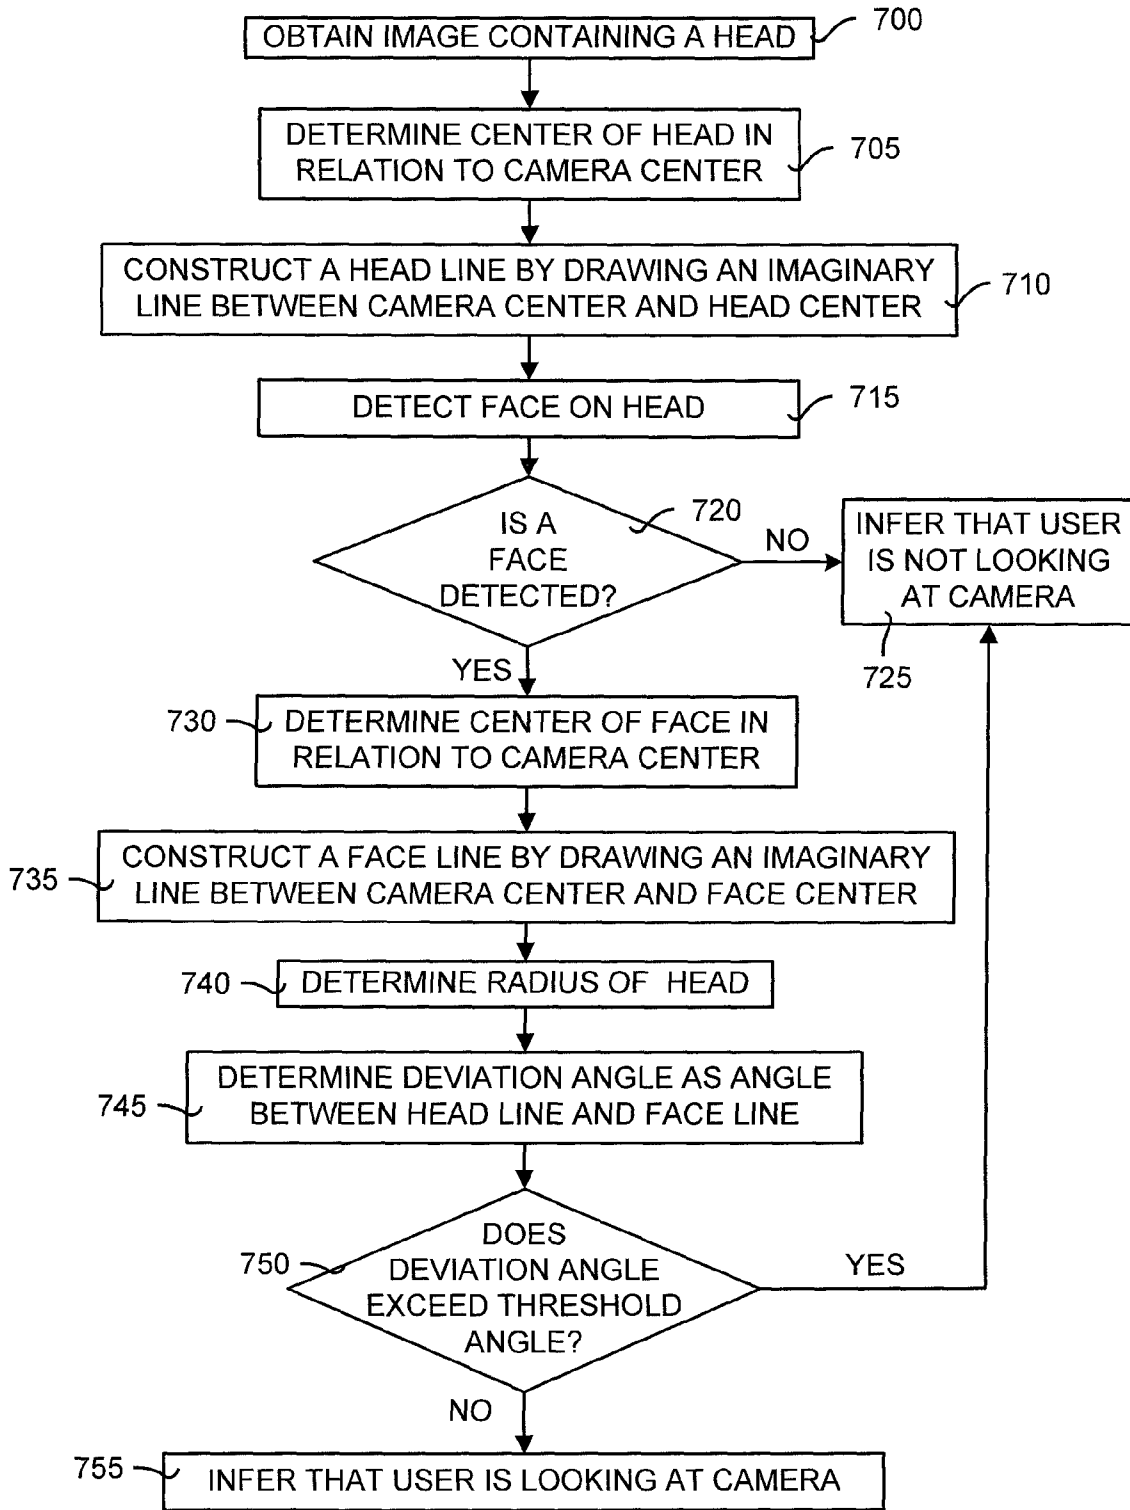 OBTAIN IMAGE CONTAINING A HEAD
700
DETERMINE CENTER OF HEAD IN
RELATION TO CAMERA CENTER
705
CONSTRUCT A HEAD LINE BY DRAWING AN IMAGINARY
LINE BETWEEN CAMERA CENTER AND HEAD CENTER
710
DETECT FACE ON HEAD
715
IS A
FACE
DETECTED?
720
NO
INFER THAT USER
IS NOT LOOKING
AT CAMERA
725
YES
730
DETERMINE CENTER OF FACE IN
RELATION TO CAMERA CENTER
735
CONSTRUCT A FACE LINE BY DRAWING AN IMAGINARY
LINE BETWEEN CAMERA CENTER AND FACE CENTER
740
DETERMINE RADIUS OF HEAD
745
DETERMINE DEVIATION ANGLE AS ANGLE
BETWEEN HEAD LINE AND FACE LINE
750
DOES
DEVIATION ANGLE
EXCEED THRESHOLD
ANGLE?
YES
NO
755
INFER THAT USER IS LOOKING AT CAMERA